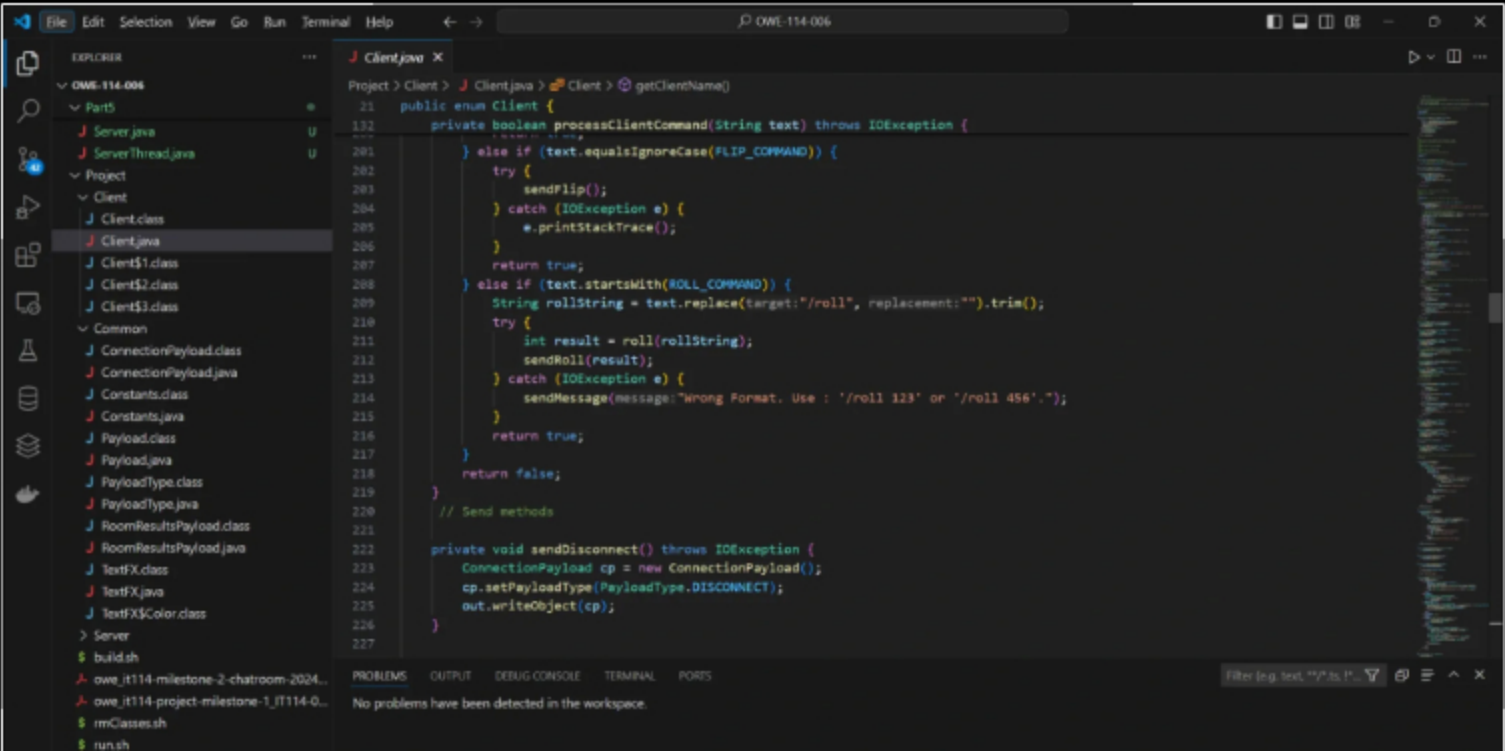 File Edit Selection View Go Run Terminal Help
OWE-114-006
EXPLORER
OWE-114-006
Part5
Server.java U
ServerThread.java U
Project
Client
Client.class
Client.java
Client$1.class
Client$2.class
Client$3.class
Common
ConnectionPayload.class
ConnectionPayload.java
Constants.class
Constants.java
Payload.class
Payload.java
PayloadType.class
PayloadType.java
RoomResultsPayload.class
RoomResultsPayload.java
TextFX.class
TextFX.java
TextFX$Color.class
Server
build.sh
owe_it114-milestone-2-chatroom-2024...
owe_it114-project-milestone-1_IT114-0...
rmClasses.sh
run.sh
Client.java
Project > Client > Client.java > Client > getClientName()
21 public enum Client {
132 private boolean processClientCommand(String text) throws IOException {
201 } else if (text.equalsIgnoreCase(FLIP_COMMAND)) {
202 try {
203 sendFlip();
204 } catch (IOException e) {
205 e.printStackTrace();
206 }
207 return true;
208 } else if (text.startsWith(ROLL_COMMAND)) {
209 String rollString = text.replace(target:"/roll", replacement:"").trim();
210 try {
211 int result = roll(rollString);
212 sendRoll(result);
213 } catch (IOException e) {
214 sendMessage(message:"Wrong Format. Use : '/roll 123' or '/roll 456'.");
215 }
216 return true;
217 }
218 return false;
219 }
220 // Send methods
221
222 private void sendDisconnect() throws IOException {
223 ConnectionPayload cp = new ConnectionPayload();
224 cp.setPayloadType(PayloadType.DISCONNECT);
225 out.writeObject(cp);
226 }
227
PROBLEMS OUTPUT DEBUG CONSOLE TERMINAL PORTS
Filter (e.g. text, **/*.ts, !*...
No problems have been detected in the workspace.